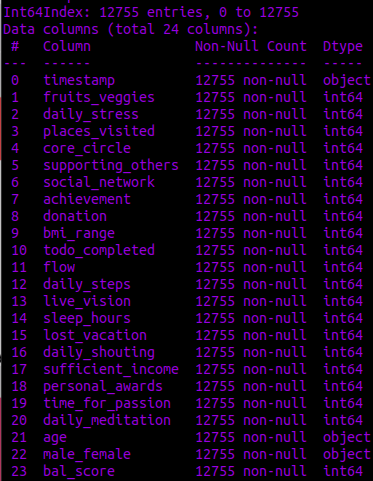 Int64Index: 12755 entries, 0 to 12755
Data columns (total 24 columns):
 #   Column             Non-Null Count  Dtype
---  ------             --------------  -----
 0   timestamp          12755 non-null  object
 1   fruits_veggies     12755 non-null  int64
 2   daily_stress       12755 non-null  int64
 3   places_visited     12755 non-null  int64
 4   core_circle        12755 non-null  int64
 5   supporting_others  12755 non-null  int64
 6   social_network     12755 non-null  int64
 7   achievement        12755 non-null  int64
 8   donation           12755 non-null  int64
 9   bmi_range          12755 non-null  int64
 10  todo_completed     12755 non-null  int64
 11  flow               12755 non-null  int64
 12  daily_steps        12755 non-null  int64
 13  live_vision        12755 non-null  int64
 14  sleep_hours        12755 non-null  int64
 15  lost_vacation      12755 non-null  int64
 16  daily_shouting     12755 non-null  int64
 17  sufficient_income  12755 non-null  int64
 18  personal_awards    12755 non-null  int64
 19  time_for_passion   12755 non-null  int64
 20  daily_meditation   12755 non-null  int64
 21  age                12755 non-null  object
 22  male_female        12755 non-null  object
 23  bal_score          12755 non-null  int64